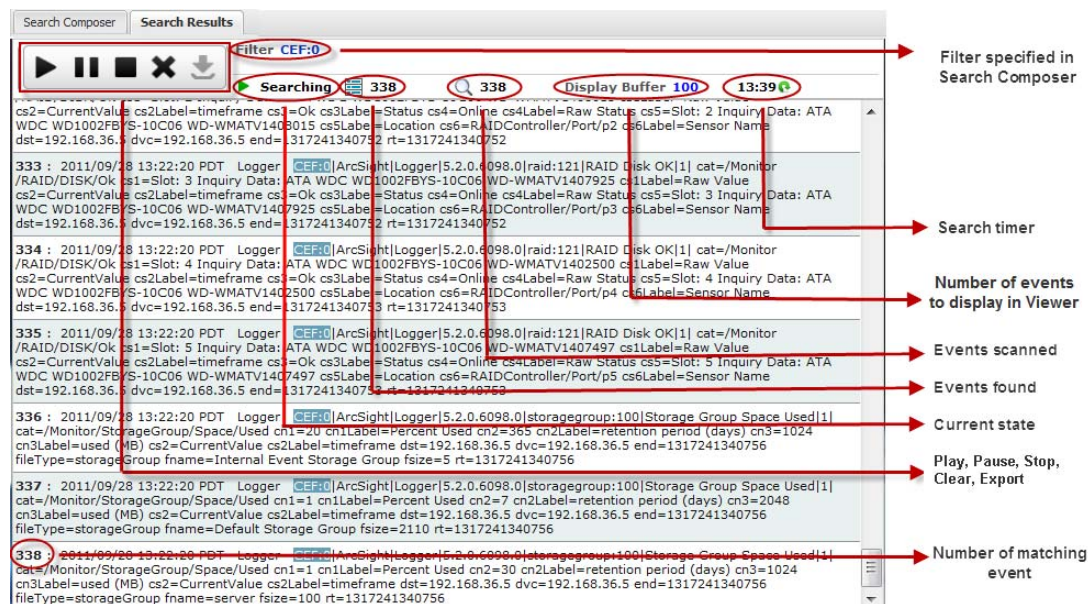 Search Composer Search Results
Filter CEF:0
Filter specified in
Search Composer
Searching 338 338 Display Buffer 100 13:39
cs2=CurrentValue cs2Label=timeframe cs3=Ok cs3Label=Status cs4=Online cs4Label=Raw Status cs5=Slot: 2 Inquiry Data: ATA
WDC WD1002FBYS-10C06 WD-WMATV1408015 cs5Label=Location cs6=RAIDController/Port/p2 cs6Label=Sensor Name
dst=192.168.36.5 dvc=192.168.36.5 end=1317241340752 rt=1317241340752
333 : 2011/09/28 13:22:20 PDT Logger CEF:0|ArcSight|Logger|5.2.0.6098.0|raid:121|RAID Disk OK|1| cat=/Monitor
/RAID/DISK/Ok cs1=Slot: 3 Inquiry Data: ATA WDC WD1002FBYS-10C06 WD-WMATV1407925 cs1Label=Raw Value
cs2=CurrentValue cs2Label=timeframe cs3=Ok cs3Label=Status cs4=Online cs4Label=Raw Status cs5=Slot: 3 Inquiry Data: ATA
WDC WD1002FBYS-10C06 WD-WMATV1407925 cs5Label=Location cs6=RAIDController/Port/p3 cs6Label=Sensor Name
dst=192.168.36.5 dvc=192.168.36.5 end=1317241340752 rt=1317241340752
Search timer
334 : 2011/09/28 13:22:20 PDT Logger CEF:0|ArcSight|Logger|5.2.0.6098.0|raid:121|RAID Disk OK|1| cat=/Monitor
/RAID/DISK/Ok cs1=Slot: 4 Inquiry Data: ATA WDC WD1002FBYS-10C06 WD-WMATV1402500 cs1Label=Raw Value
cs2=CurrentValue cs2Label=timeframe cs3=Ok cs3Label=Status cs4=Online cs4Label=Raw Status cs5=Slot: 4 Inquiry Data: ATA
WDC WD1002FBYS-10C06 WD-WMATV1402500 cs5Label=Location cs6=RAIDController/Port/p4 cs6Label=Sensor Name
dst=192.168.36.5 dvc=192.168.36.5 end=1317241340753 rt=1317241340753
Number of events
to display in Viewer
335 : 2011/09/28 13:22:20 PDT Logger CEF:0|ArcSight|Logger|5.2.0.6098.0|raid:121|RAID Disk OK|1| cat=/Monitor
/RAID/DISK/Ok cs1=Slot: 5 Inquiry Data: ATA WDC WD1002FBYS-10C06 WD-WMATV1407497 cs1Label=Raw Value
cs2=CurrentValue cs2Label=timeframe cs3=Ok cs3Label=Status cs4=Online cs4Label=Raw Status cs5=Slot: 5 Inquiry Data: ATA
WDC WD1002FBYS-10C06 WD-WMATV1407497 cs5Label=Location cs6=RAIDController/Port/p5 cs6Label=Sensor Name
dst=192.168.36.5 dvc=192.168.36.5 end=1317241340753 rt=1317241340753
Events scanned
Events found
336 : 2011/09/28 13:22:20 PDT Logger CEF:0|ArcSight|Logger|5.2.0.6098.0|storagegroup:100|Storage Group Space Used|1|
cat=/Monitor/StorageGroup/Space/Used cn1=20 cn1Label=Percent Used cn2=365 cn2Label=retention period (days) cn3=1024
cn3Label=used (MB) cs2=CurrentValue cs2Label=timeframe dst=192.168.36.5 dvc=192.168.36.5 end=1317241340756
fileType=storageGroup fname=Internal Event Storage Group fsize=5 rt=1317241340756
Current state
Play, Pause, Stop,
Clear, Export
337 : 2011/09/28 13:22:20 PDT Logger CEF:0|ArcSight|Logger|5.2.0.6098.0|storagegroup:100|Storage Group Space Used|1|
cat=/Monitor/StorageGroup/Space/Used cn1=1 cn1Label=Percent Used cn2=7 cn2Label=retention period (days) cn3=2048
cn3Label=used (MB) cs2=CurrentValue cs2Label=timeframe dst=192.168.36.5 dvc=192.168.36.5 end=1317241340756
fileType=storageGroup fname=Default Storage Group fsize=2110 rt=1317241340756
338 : 2011/09/28 13:22:20 PDT Logger CEF:0|ArcSight|Logger|5.2.0.6098.0|storagegroup:100|Storage Group Space Used|1|
cat=/Monitor/StorageGroup/Space/Used cn1=1 cn1Label=Percent Used cn2=30 cn2Label=retention period (days) cn3=1024
cn3Label=used (MB) cs2=CurrentValue cs2Label=timeframe dst=192.168.36.5 dvc=192.168.36.5 end=1317241340756
fileType=storageGroup fname=server fsize=100 rt=1317241340756
Number of matching
event